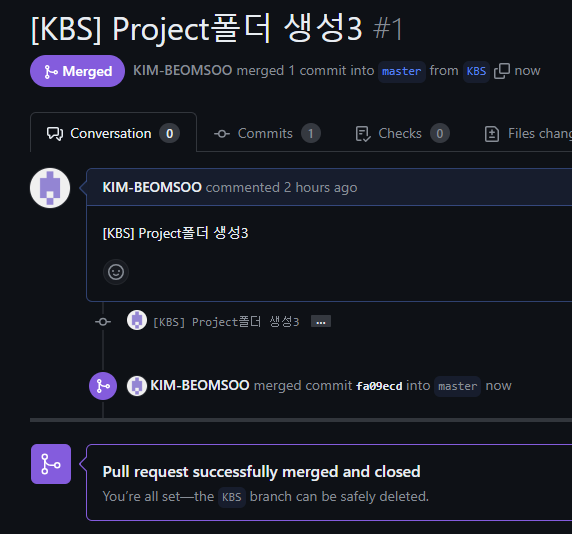 [KBS] Project폴더 생성3 #1
Merged KIM-BEOMSOO merged 1 commit into master from KBS now
Conversation 0 Commits 1 Checks 0 Files chang
KIM-BEOMSOO commented 2 hours ago
[KBS] Project폴더 생성3
[KBS] Project폴더 생성3 ...
KIM-BEOMSOO merged commit fa09ecd into master now
Pull request successfully merged and closed
You're all set—the KBS branch can be safely deleted.